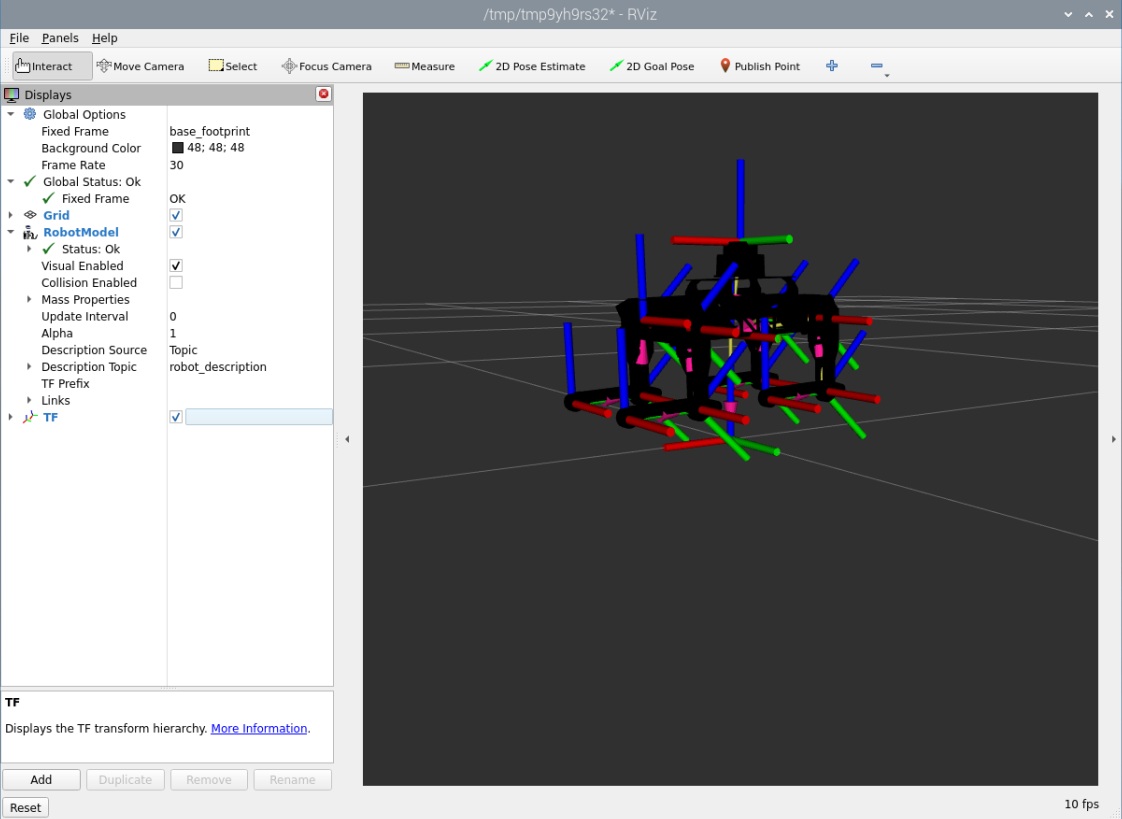 /tmp/tmp9yh9rs32* - RViz
File Panels Help
Interact Move Camera Select Focus Camera Measure 2D Pose Estimate 2D Goal Pose Publish Point
Displays
Global Options
Fixed Frame base_footprint
Background Color 48; 48; 48
Frame Rate 30
Global Status: Ok
Fixed Frame OK
Grid
RobotModel
Status: Ok
Visual Enabled
Collision Enabled
Mass Properties
Update Interval 0
Alpha 1
Description Source Topic
Description Topic robot_description
TF Prefix
Links
TF
TF
Displays the TF transform hierarchy. More Information.
Add Duplicate Remove Rename
Reset
10 fps